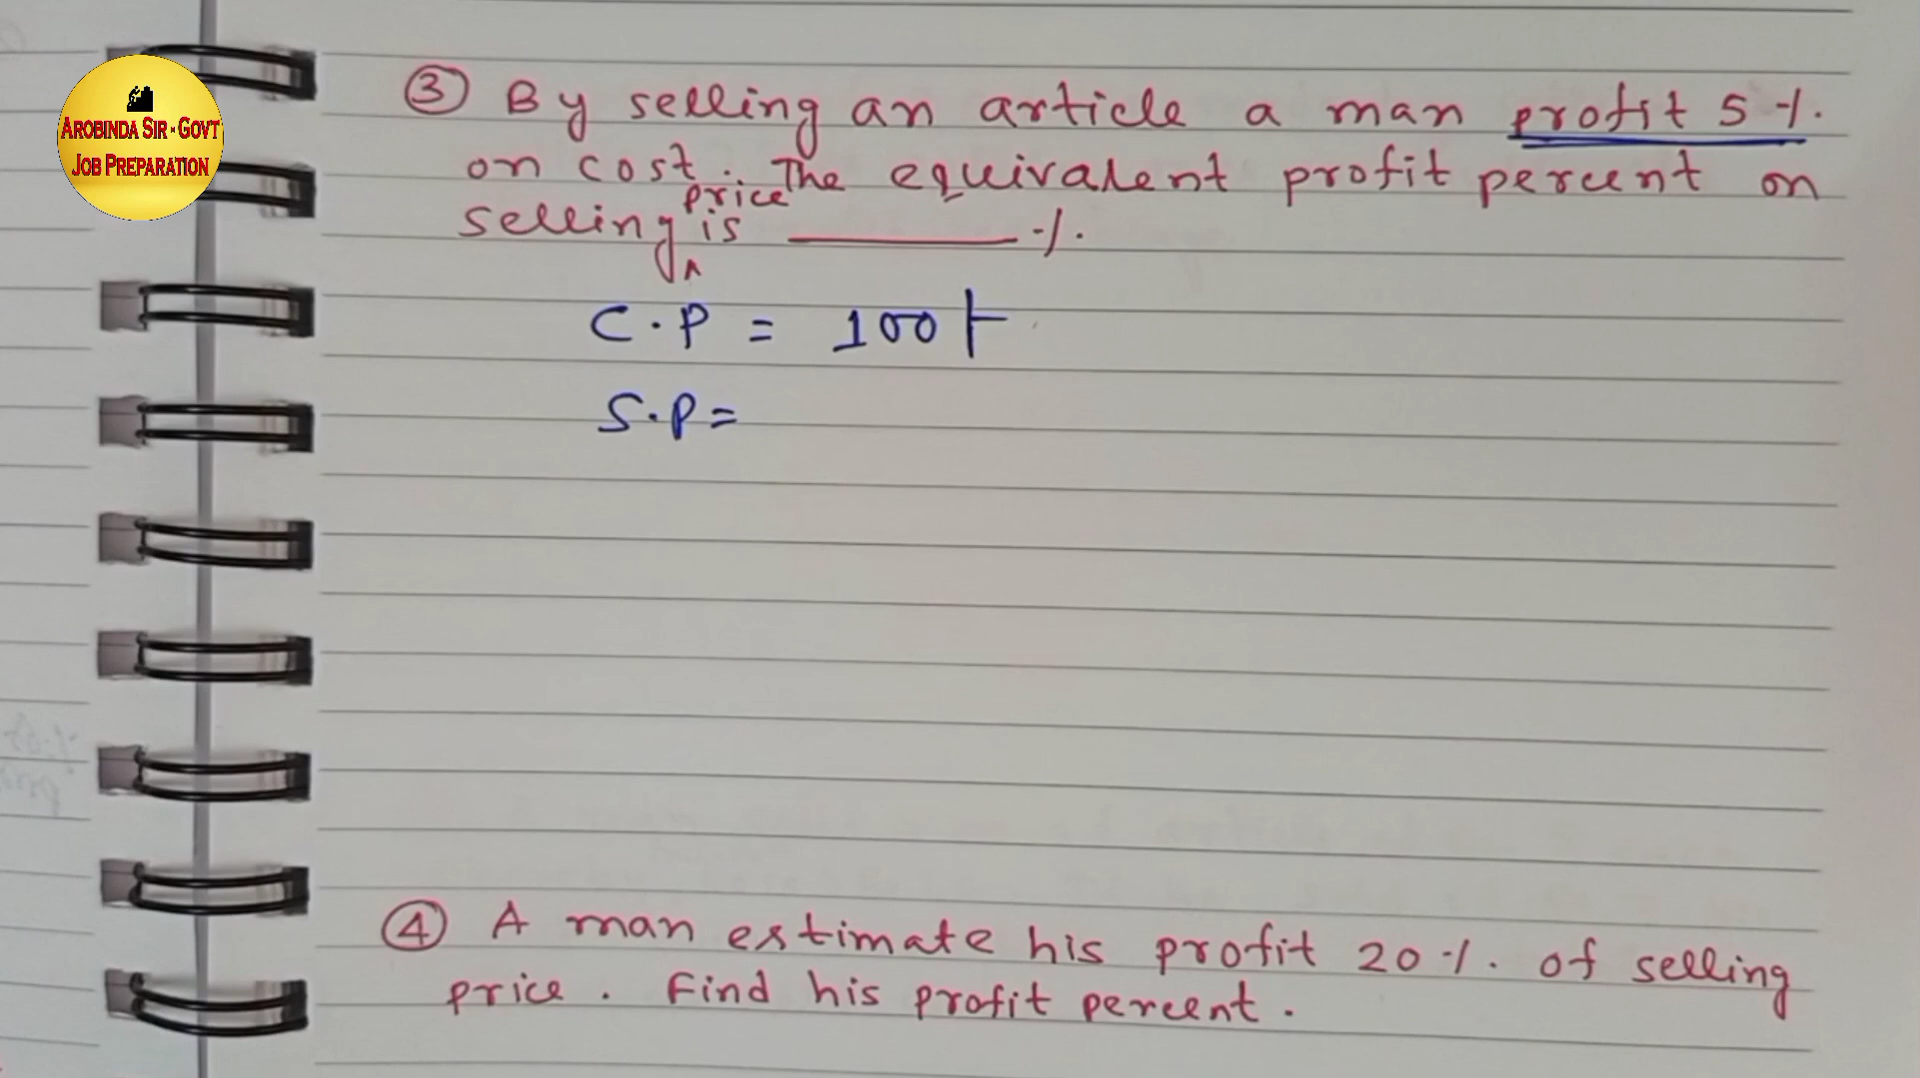 AROBINDA SIR - GOVT
JOB PREPARATION
③ By selling an article a man profit 5%.
on cost. The equivalent profit percent on
selling price is ________ %.
C.P = 100
S.P =
④ A man estimate his profit 20%. of selling
price. Find his profit percent.